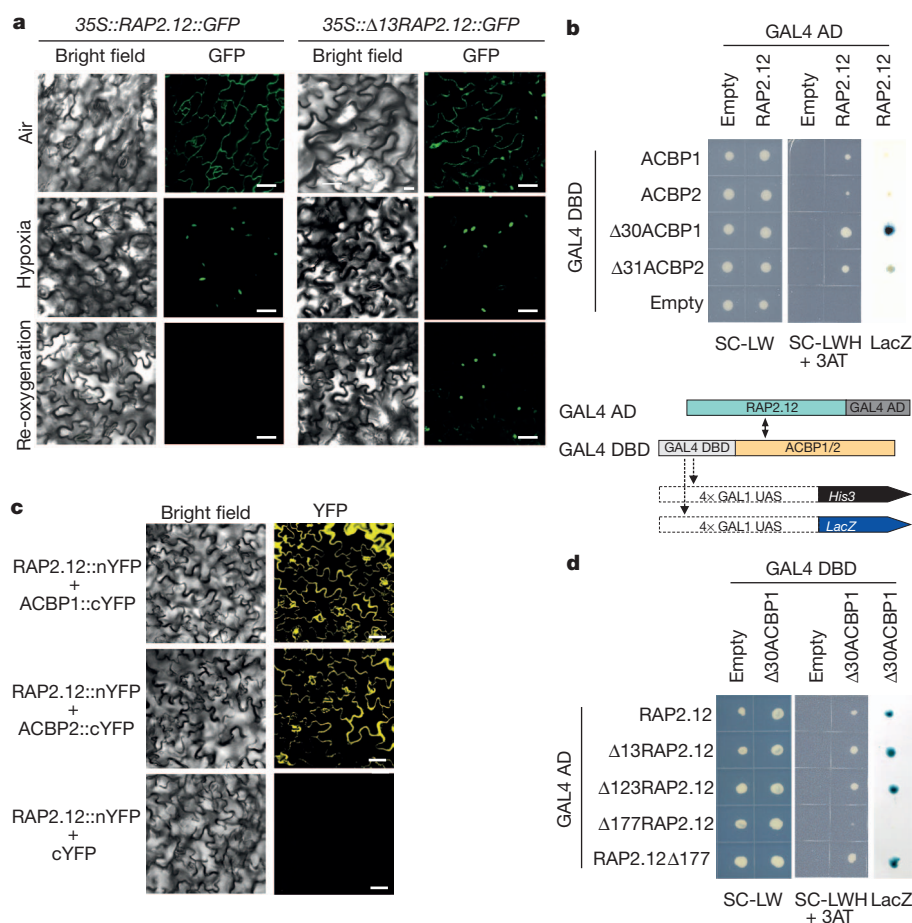 a
35S::RAP2.12::GFP
35S::Δ13RAP2.12::GFP
Bright field
GFP
Bright field
GFP
Air
Hypoxia
Re-oxygenation
b
GAL4 AD
Empty
RAP2.12
Empty
RAP2.12
RAP2.12
GAL4 DBD
ACBP1
ACBP2
Δ30ACBP1
Δ31ACBP2
Empty
SC-LW
SC-LWH
+ 3AT
LacZ
GAL4 AD
RAP2.12
GAL4 AD
GAL4 DBD
GAL4 DBD
ACBP1/2
4× GAL1 UAS
His3
4× GAL1 UAS
LacZ
c
Bright field
YFP
RAP2.12::nYFP
+
ACBP1::cYFP
RAP2.12::nYFP
+
ACBP2::cYFP
RAP2.12::nYFP
+
cYFP
d
GAL4 DBD
Empty
Δ30ACBP1
Empty
Δ30ACBP1
Δ30ACBP1
GAL4 AD
RAP2.12
Δ13RAP2.12
Δ123RAP2.12
Δ177RAP2.12
RAP2.12Δ177
SC-LW
SC-LWH
+ 3AT
LacZ